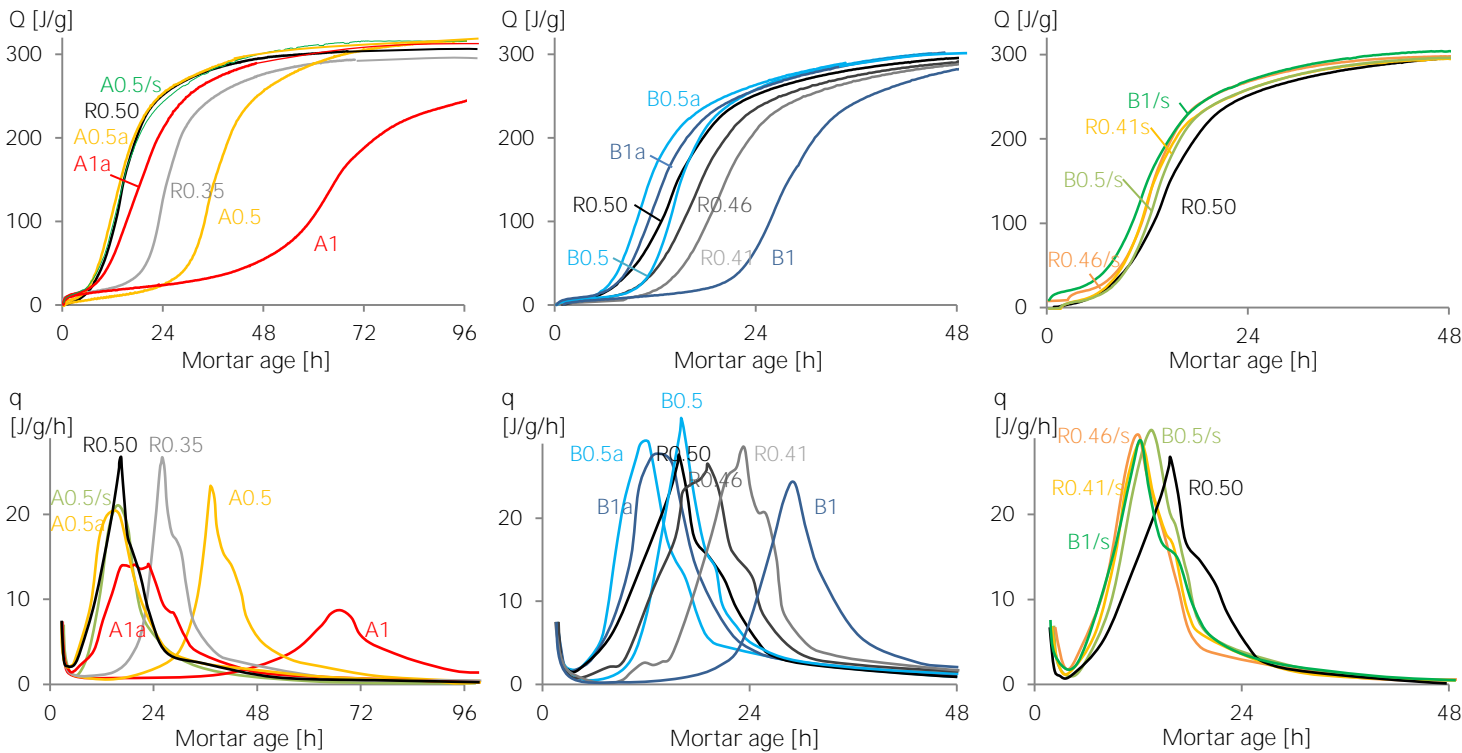 Q [J/g]
300
200
100
0
0 24 48 72 96
Mortar age [h]
A0.5/s
R0.50
A0.5a
A1a
R0.35
A0.5
A1
Q [J/g]
300
200
100
0
0 24 48
Mortar age [h]
B0.5a
B1a
R0.50
R0.46
B0.5
R0.41
B1
Q [J/g]
300
200
100
0
0 24 48
Mortar age [h]
B1/s
R0.41s
B0.5/s
R0.50
R0.46/s
q
[J/g/h]
20
10
0
0 24 48 72 96
Mortar age [h]
R0.50 R0.35
A0.5/s
A0.5
A0.5a
A1a
A1
q
[J/g/h]
20
10
0
0 24 48
Mortar age [h]
B0.5
B0.5a
R0.50
R0.41
R0.46
B1a
B1
q
[J/g/h]
20
10
0
0 24 48
Mortar age [h]
R0.46/s B0.5/s
R0.41/s
R0.50
B1/s